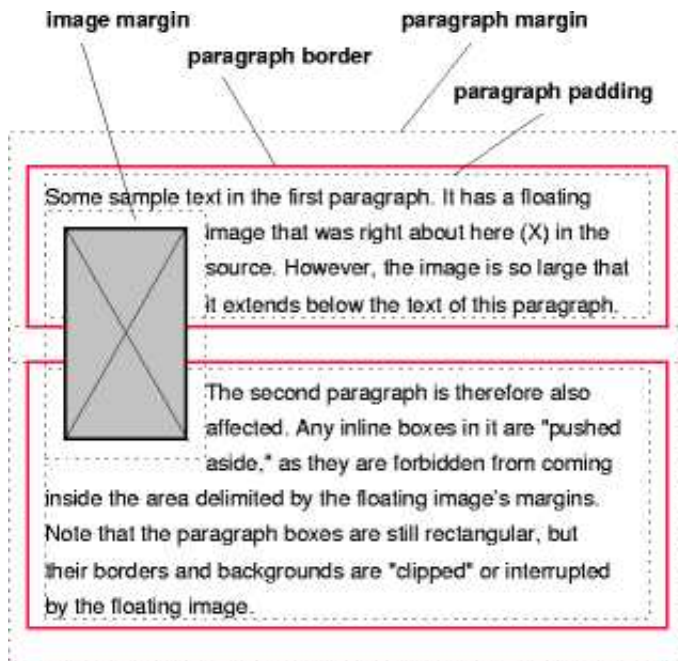 image margin
paragraph margin
paragraph border
paragraph padding
Some sample text in the first paragraph. It has a floating
image that was right about here (X) in the
source. However, the image is so large that
it extends below the text of this paragraph.
The second paragraph is therefore also
affected. Any inline boxes in it are "pushed
aside," as they are forbidden from coming
inside the area delimited by the floating image's margins.
Note that the paragraph boxes are still rectangular, but
their borders and backgrounds are "clipped" or interrupted
by the floating image.